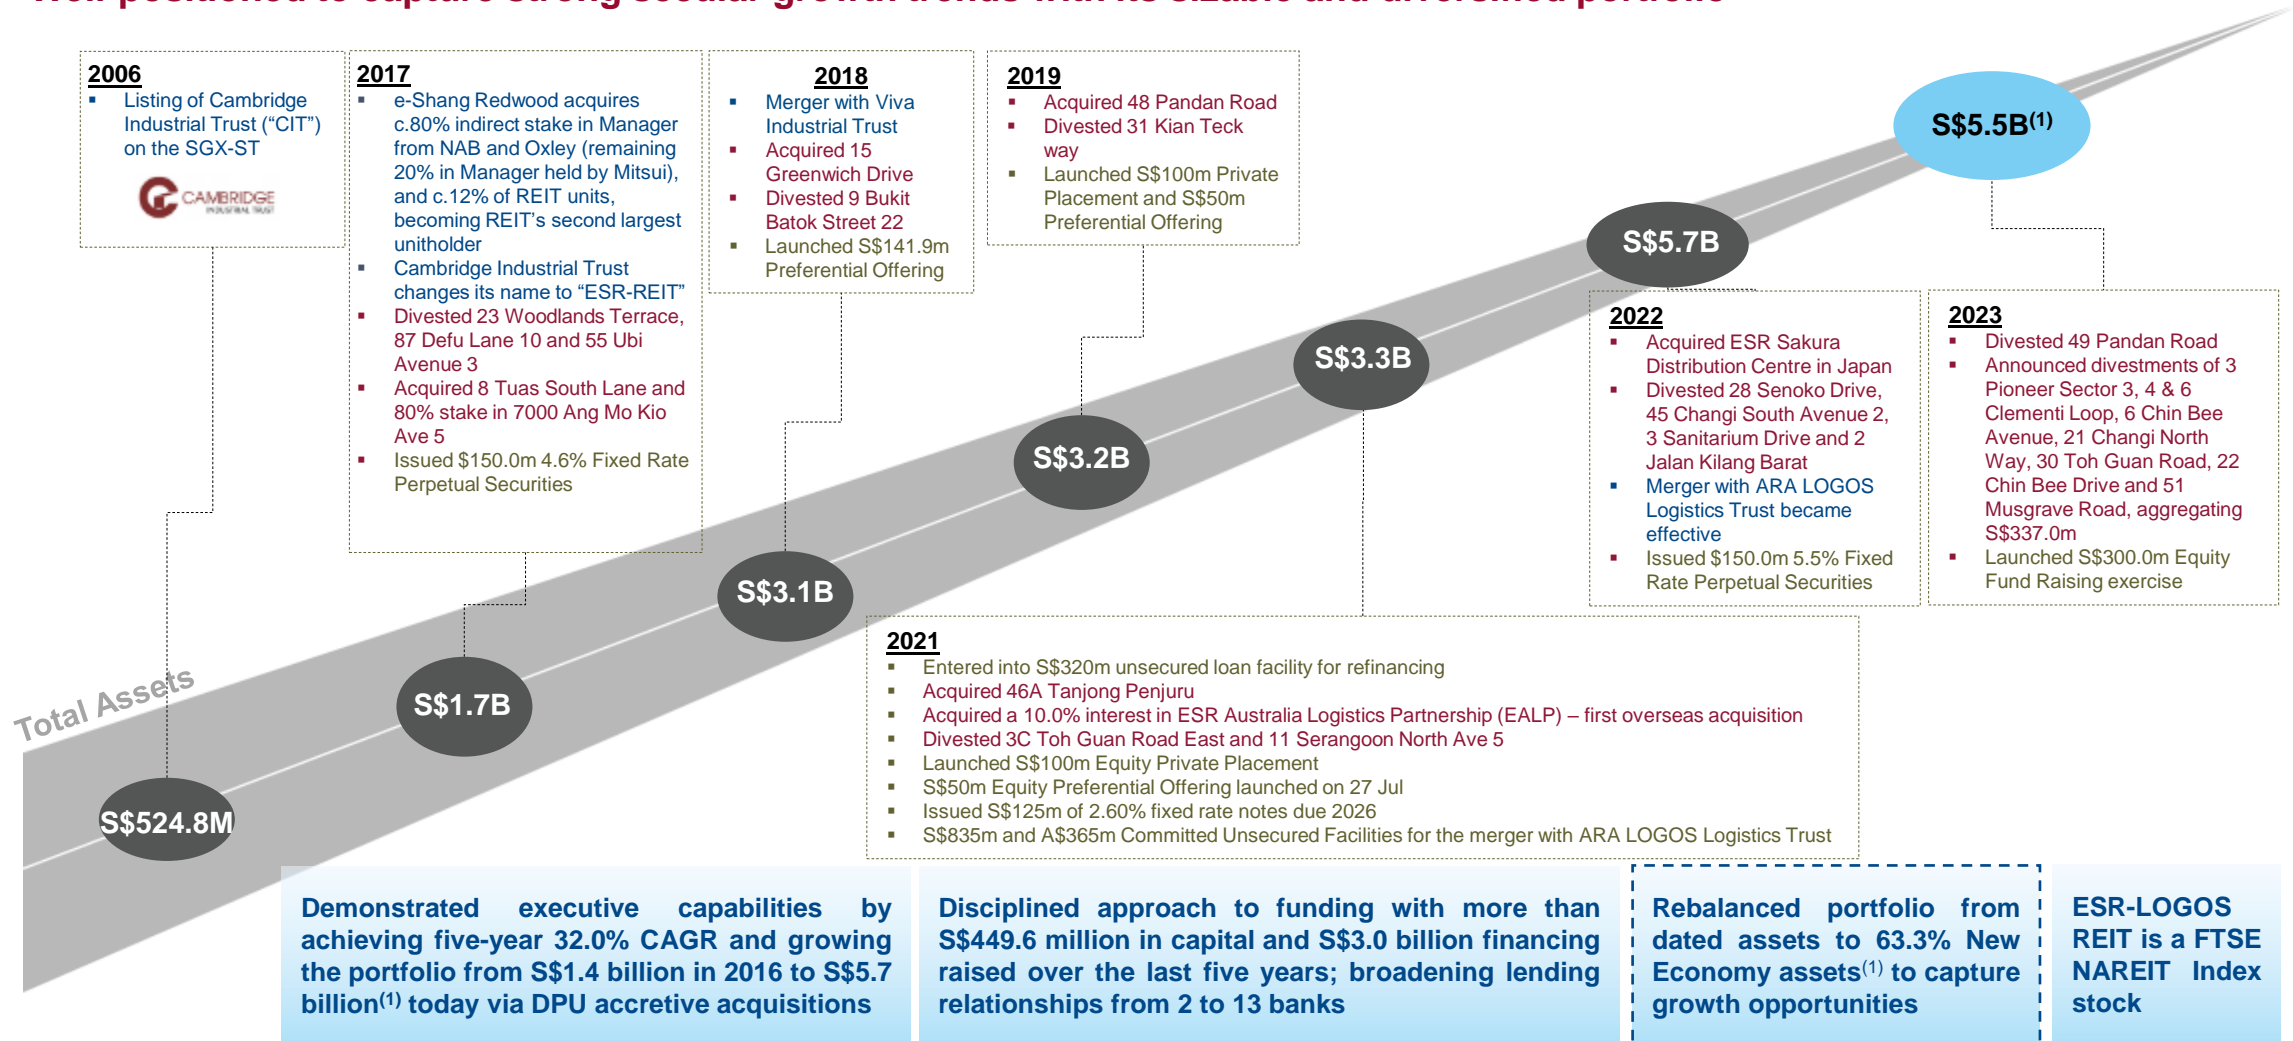 Well-positioned to capture strong secular growth trends with its sizable and diversified portfolio
2006
▪ Listing of Cambridge
Industrial Trust (“CIT”)
on the SGX-ST
CAMBRIDGE
INDUSTRIAL TRUST
2017
▪ e-Shang Redwood acquires
c.80% indirect stake in Manager
from NAB and Oxley (remaining
20% in Manager held by Mitsui),
and c.12% of REIT units,
becoming REIT’s second largest
unitholder
▪ Cambridge Industrial Trust
changes its name to “ESR-REIT”
▪ Divested 23 Woodlands Terrace,
87 Defu Lane 10 and 55 Ubi
Avenue 3
▪ Acquired 8 Tuas South Lane and
80% stake in 7000 Ang Mo Kio
Ave 5
▪ Issued $150.0m 4.6% Fixed Rate
Perpetual Securities
2018
▪ Merger with Viva
Industrial Trust
▪ Acquired 15
Greenwich Drive
▪ Divested 9 Bukit
Batok Street 22
▪ Launched S$141.9m
Preferential Offering
2019
▪ Acquired 48 Pandan Road
▪ Divested 31 Kian Teck
way
▪ Launched S$100m Private
Placement and S$50m
Preferential Offering
S$5.5B(1)
S$5.7B
S$3.3B
S$3.2B
S$3.1B
S$1.7B
S$524.8M
Total Assets
2022
▪ Acquired ESR Sakura
Distribution Centre in Japan
▪ Divested 28 Senoko Drive,
45 Changi South Avenue 2,
3 Sanitarium Drive and 2
Jalan Kilang Barat
▪ Merger with ARA LOGOS
Logistics Trust became
effective
▪ Issued $150.0m 5.5% Fixed
Rate Perpetual Securities
2023
▪ Divested 49 Pandan Road
▪ Announced divestments of 3
Pioneer Sector 3, 4 & 6
Clementi Loop, 6 Chin Bee
Avenue, 21 Changi North
Way, 30 Toh Guan Road, 22
Chin Bee Drive and 51
Musgrave Road, aggregating
S$337.0m
▪ Launched S$300.0m Equity
Fund Raising exercise
2021
▪ Entered into S$320m unsecured loan facility for refinancing
▪ Acquired 46A Tanjong Penjuru
▪ Acquired a 10.0% interest in ESR Australia Logistics Partnership (EALP) – first overseas acquisition
▪ Divested 3C Toh Guan Road East and 11 Serangoon North Ave 5
▪ Launched S$100m Equity Private Placement
▪ S$50m Equity Preferential Offering launched on 27 Jul
▪ Issued S$125m of 2.60% fixed rate notes due 2026
▪ S$835m and A$365m Committed Unsecured Facilities for the merger with ARA LOGOS Logistics Trust
Demonstrated executive capabilities by
achieving five-year 32.0% CAGR and growing
the portfolio from S$1.4 billion in 2016 to S$5.7
billion(1) today via DPU accretive acquisitions
Disciplined approach to funding with more than
S$449.6 million in capital and S$3.0 billion financing
raised over the last five years; broadening lending
relationships from 2 to 13 banks
Rebalanced portfolio from
dated assets to 63.3% New
Economy assets(1) to capture
growth opportunities
ESR-LOGOS
REIT is a FTSE
NAREIT Index
stock